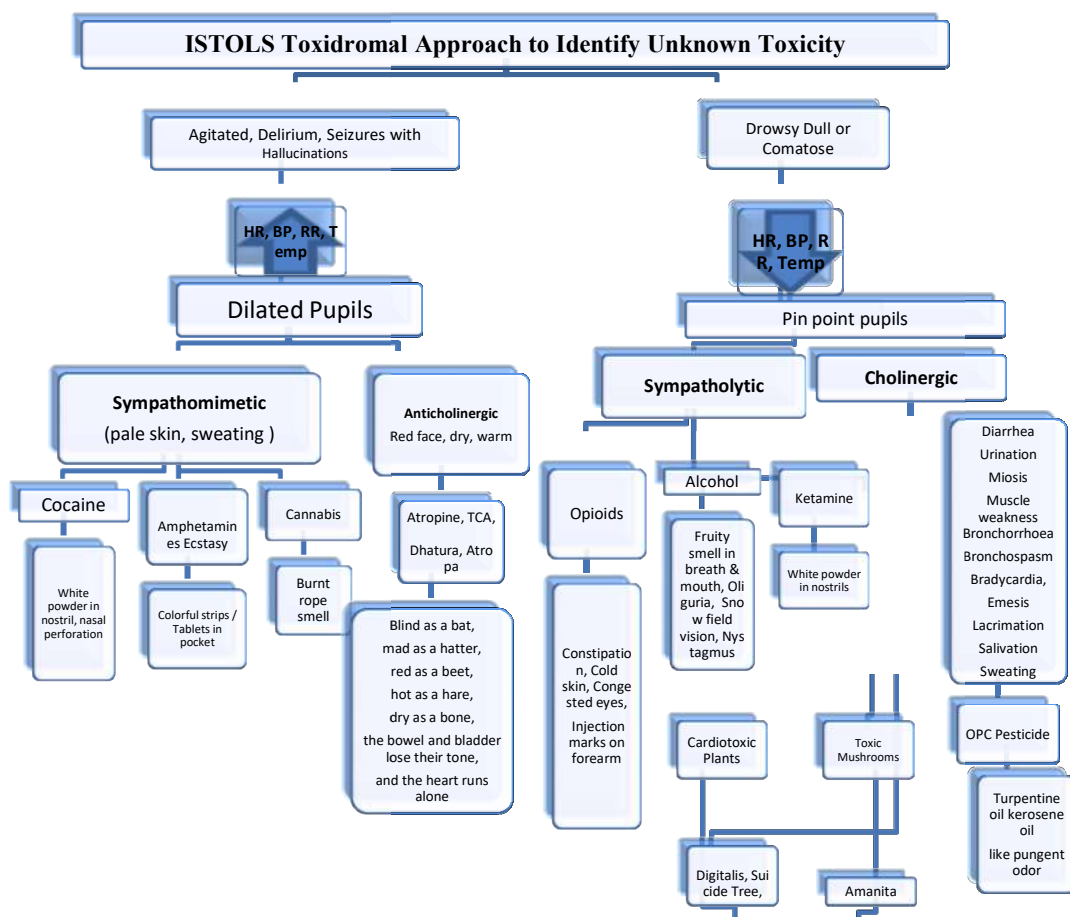 ISTOLS Toxidromal Approach to Identify Unknown Toxicity
Agitated, Delirium, Seizures with
Hallucinations
Drowsy Dull or
Comatose
HR, BP, RR, T
emp
HR, BP, R
R, Temp
Dilated Pupils
Pin point pupils
Sympathomimetic
(pale skin, sweating )
Anticholinergic
Red face, dry, warm
Sympatholytic
Cholinergic
Cocaine
Amphetamin
es Ecstasy
Cannabis
Atropine, TCA,
Dhatura, Atro
pa
Opioids
Alcohol
Ketamine
White
powder in
nostril, nasal
perforation
Colorful strips /
Tablets in
pocket
Burnt
rope
smell
Blind as a bat,
mad as a hatter,
red as a beet,
hot as a hare,
dry as a bone,
the bowel and bladder
lose their tone,
and the heart runs
alone
Constipatio
n, Cold
skin, Conge
sted eyes,
Injection
marks on
forearm
Fruity
smell in
breath &
mouth, Oli
guria, Sno
w field
vision, Nys
tagmus
White powder
in nostrils
Diarrhea
Urination
Miosis
Muscle
weakness
Bronchorrhoea
Bronchospasm
Bradycardia,
Emesis
Lacrimation
Salivation
Sweating
Cardiotoxic
Plants
Toxic
Mushrooms
OPC Pesticide
Turpentine
oil kerosene
oil
like pungent
odor
Digitalis, Sui
cide Tree,
Amanita